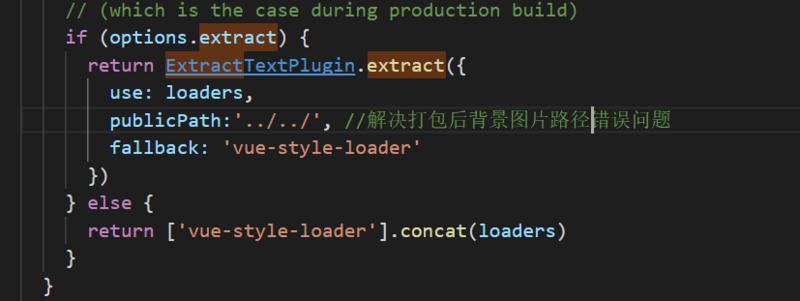 // (which is the case during production build)
if (options.extract) {
return ExtractTextPlugin.extract({
use: loaders,
publicPath:'../../', //解决打包后背景图片路径错误问题
fallback: 'vue-style-loader'
})
} else {
return ['vue-style-loader'].concat(loaders)
}
}